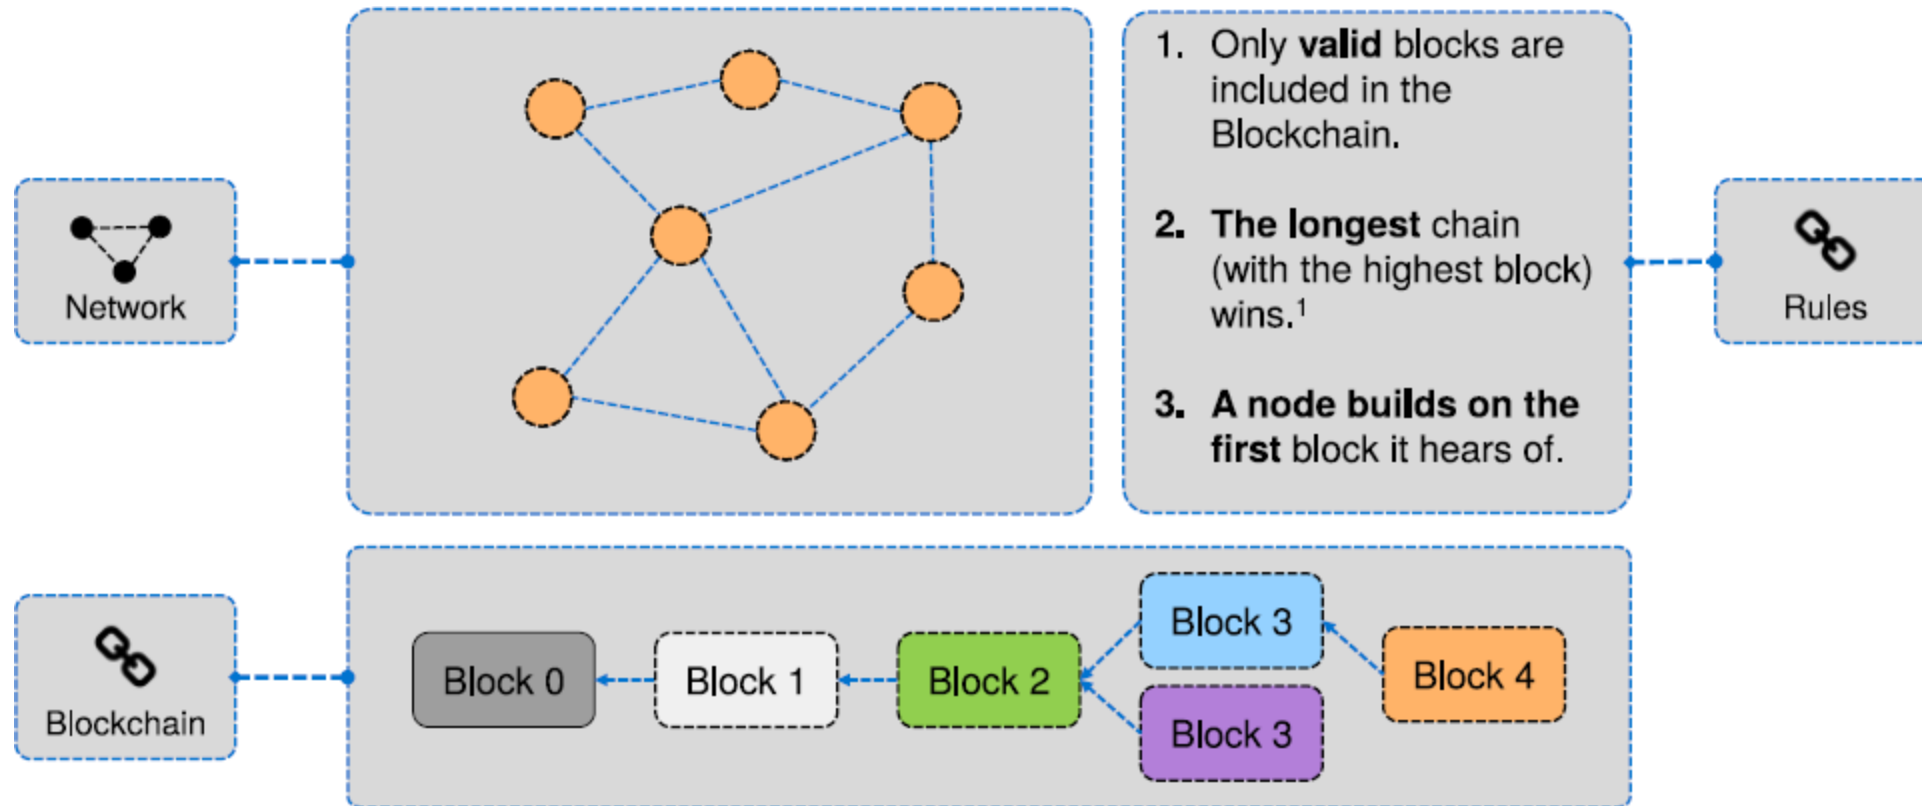 Network
1. Only valid blocks are
included in the
Blockchain.
2. The longest chain
(with the highest block)
wins.¹
3. A node builds on the
first block it hears of.
Rules
Blockchain
Block 0
Block 1
Block 2
Block 3
Block 3
Block 4